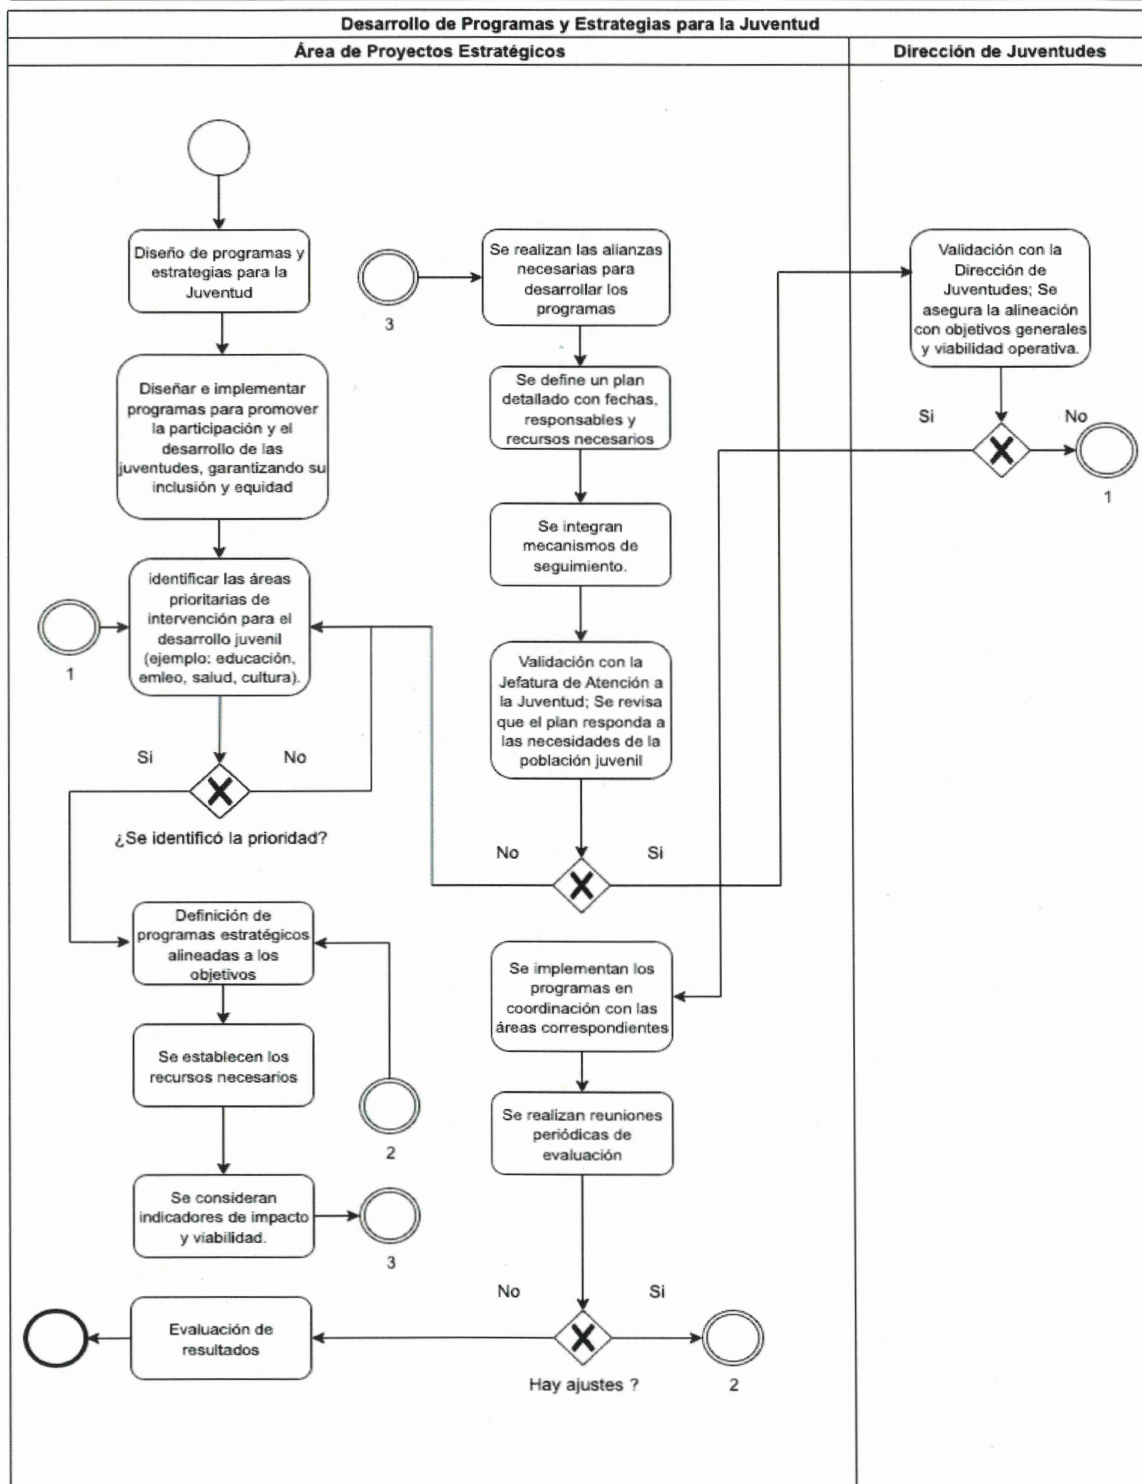 Desarrollo de Programas y Estrategias para la Juventud
Área de Proyectos Estratégicos
Dirección de Juventudes
Diseño de programas y
estrategias para la
Juventud
Diseñar e implementar
programas para promover
la participación y el
desarrollo de las
juventudes, garantizando su
inclusión y equidad
identificar las áreas
prioritarias de
intervención para el
desarrollo juvenil
(ejemplo: educación,
emleo, salud, cultura).
1
Si
No
¿Se identificó la prioridad?
Definición de
programas estratégicos
alineadas a los
objetivos
Se establecen los
recursos necesarios
2
Se consideran
indicadores de impacto
y viabilidad.
3
Evaluación de
resultados
3
Se realizan las alianzas
necesarias para
desarrollar los
programas
Se define un plan
detallado con fechas,
responsables y
recursos necesarios
Se integran
mecanismos de
seguimiento.
Validación con la
Jefatura de Atención a
la Juventud; Se revisa
que el plan responda a
las necesidades de la
población juvenil
No
Si
Se implementan los
programas en
coordinación con las
áreas correspondientes
Se realizan reuniones
periódicas de
evaluación
No
Si
Hay ajustes ?
2
Validación con la
Dirección de
Juventudes; Se
asegura la alineación
con objetivos generales
y viabilidad operativa.
Si
No
1